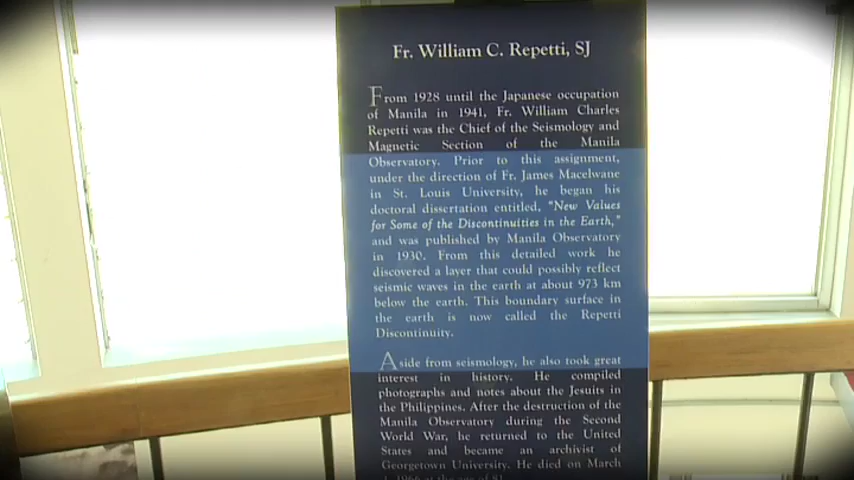 Fr. William C. Repetti, SJ
From 1928 until the Japanese occupation
of Manila in 1941, Fr. William Charles
Repetti was the Chief of the Seismology and
Magnetic Section of the Manila
Observatory. Prior to this assignment,
under the direction of Fr. James Macelwane
in St. Louis University, he began his
doctoral dissertation entitled, "New Values
for Some of the Discontinuities in the Earth,"
and was published by Manila Observatory
in 1930. From this detailed work he
discovered a layer that could possibly reflect
seismic waves in the earth at about 973 km
below the earth. This boundary surface in
the earth is now called the Repetti
Discontinuity.
Aside from seismology, he also took great
interest in history. He compiled
photographs and notes about the Jesuits in
the Philippines. After the destruction of the
Manila Observatory during the Second
World War, he returned to the United
States and became an archivist of
Georgetown University. He died on March
at the age of